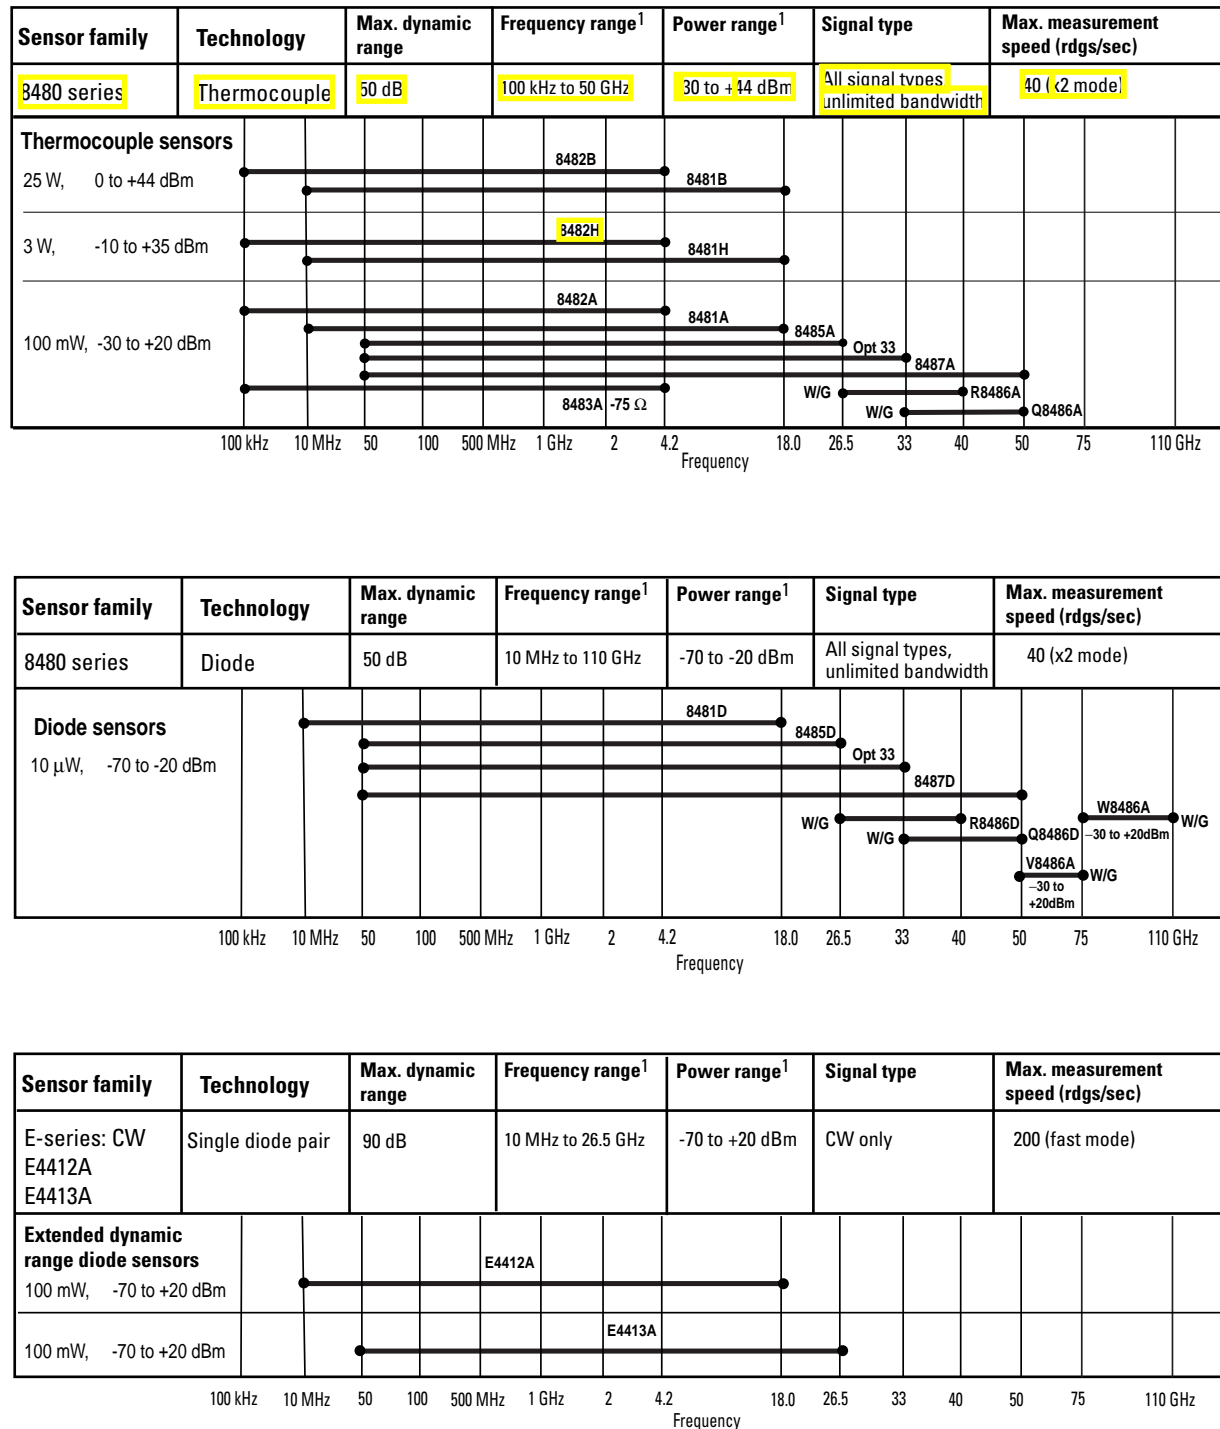 Sensor family Technology Max. dynamic range Frequency range1 Power range1 Signal type Max. measurement speed (rdgs/sec)
8480 series Thermocouple 50 dB 100 kHz to 50 GHz 30 to +44 dBm All signal types unlimited bandwidth 40 (x2 mode)
Thermocouple sensors
8482B
25 W, 0 to +44 dBm
8481B
8482H
3 W, -10 to +35 dBm
8481H
8482A
8481A
8485A
100 mW, -30 to +20 dBm
Opt 33
8487A
W/G R8486A
8483A -75 Ω
W/G Q8486A
100 kHz 10 MHz 50 100 500 MHz 1 GHz 2 4.2 18.0 26.5 33 40 50 75 110 GHz
Frequency
Sensor family Technology Max. dynamic range Frequency range1 Power range1 Signal type Max. measurement speed (rdgs/sec)
8480 series Diode 50 dB 10 MHz to 110 GHz -70 to -20 dBm All signal types, unlimited bandwidth 40 (x2 mode)
8481D
Diode sensors
8485D
10 µW, -70 to -20 dBm
Opt 33
8487D
W8486A
W/G R8486D
W/G
W/G Q8486D –30 to +20dBm
V8486A
W/G
–30 to
+20dBm
100 kHz 10 MHz 50 100 500 MHz 1 GHz 2 4.2 18.0 26.5 33 40 50 75 110 GHz
Frequency
Sensor family Technology Max. dynamic range Frequency range1 Power range1 Signal type Max. measurement speed (rdgs/sec)
E-series: CW Single diode pair 90 dB 10 MHz to 26.5 GHz -70 to +20 dBm CW only 200 (fast mode)
E4412A
E4413A
Extended dynamic
range diode sensors
E4412A
100 mW, -70 to +20 dBm
E4413A
100 mW, -70 to +20 dBm
100 kHz 10 MHz 50 100 500 MHz 1 GHz 2 4.2 18.0 26.5 33 40 50 75 110 GHz
Frequency